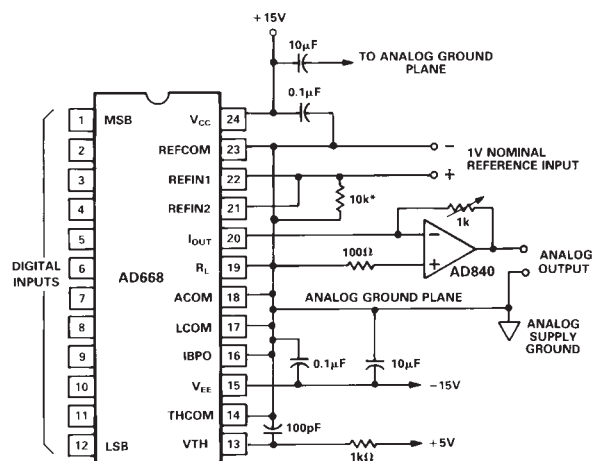 +15V
10µF
TO ANALOG GROUND
PLANE
0.1µF
1 MSB VCC 24
2 REFCOM 23 −
1V NOMINAL
REFERENCE INPUT
3 REFIN1 22 +
10k*
4 REFIN2 21
1k
5 IOUT 20 −
DIGITAL
INPUTS
6 AD668 RL 19 100Ω +
AD840
ANALOG
OUTPUT
7 ACOM 18
ANALOG GROUND PLANE
8 LCOM 17
ANALOG
SUPPLY
GROUND
9 IBPO 16
0.1µF 10µF
10 VEE 15 −15V
11 THCOM 14
100pF
12 LSB VTH 13 +5V
1kΩ